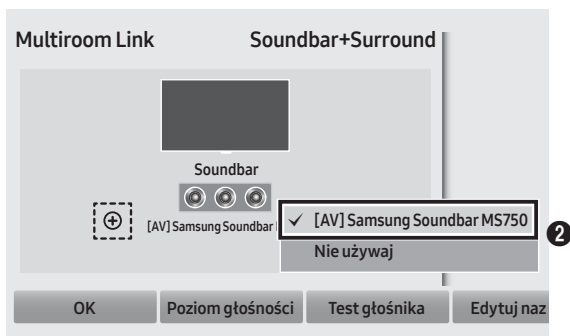 Multiroom Link Soundbar+Surround
Soundbar
[AV] Samsung Soundbar
✓ [AV] Samsung Soundbar MS750
Nie używaj
❷
OK Poziom głośności Test głośnika Edytuj naz